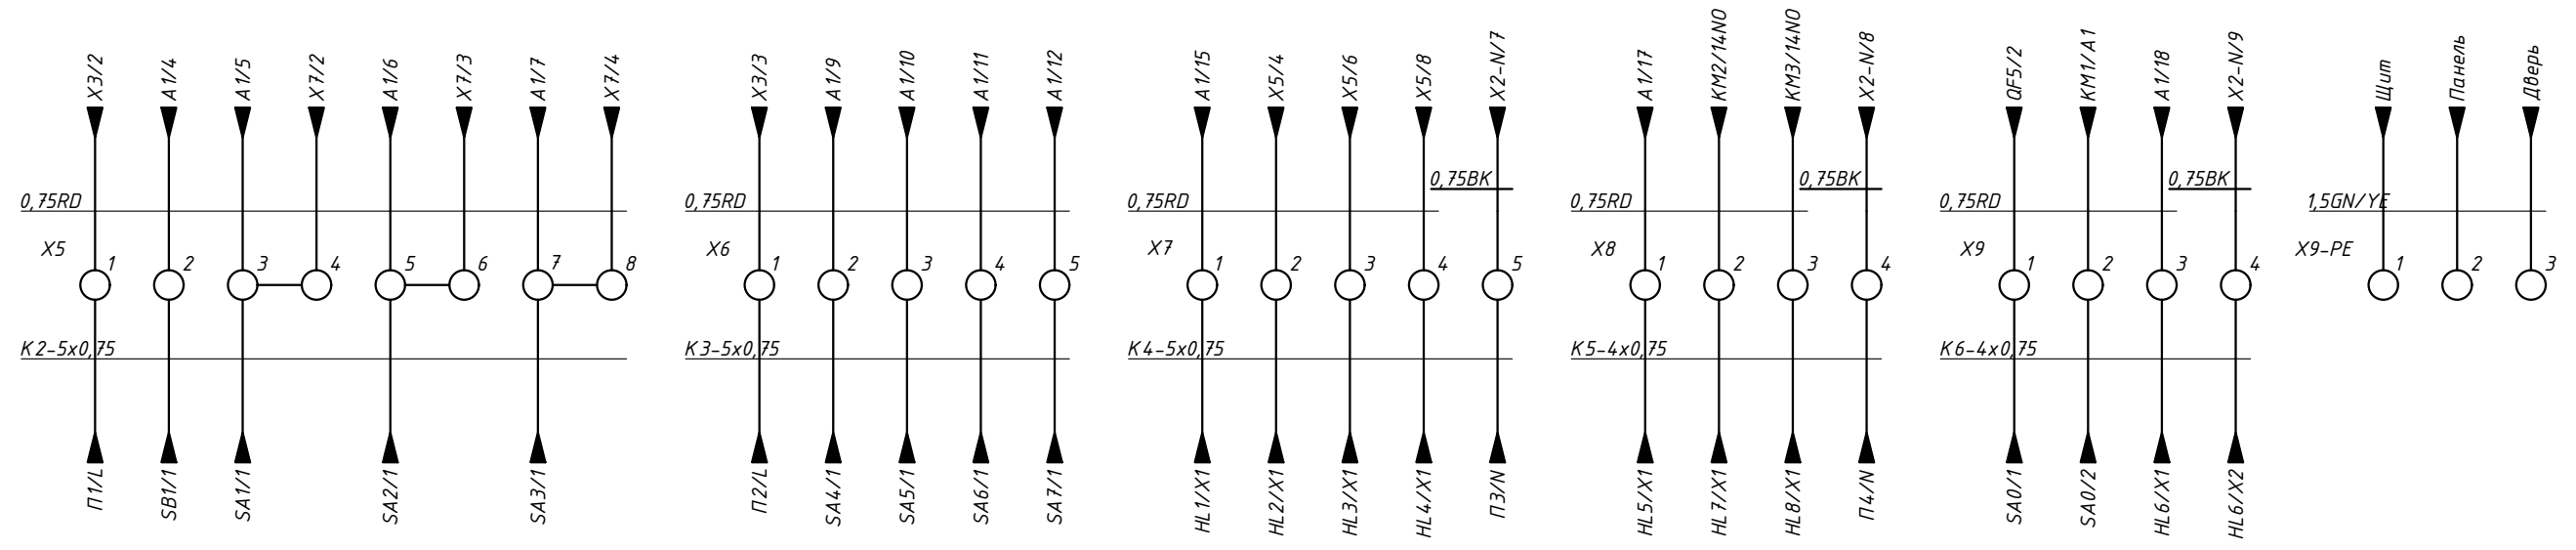 X3/2 A1/4 A1/5 X7/2 A1/6 X7/3 A1/7 X7/4 X3/3 A1/9 A1/10 A1/11 A1/12 A1/15 X5/4 X5/6 X5/8 X2-N/7 A1/17 KM2/14NO KM3/14NO X2-N/8 QF5/2 KM1/A1 A1/18 X2-N/9 Щит Панель Дверь
0,75BK 0,75BK 0,75BK
0,75RD 0,75RD 0,75RD 0,75RD 0,75RD 1,5GN/YE
X5 1 2 3 4 5 6 7 8 X6 1 2 3 4 5 X7 1 2 3 4 5 X8 1 2 3 4 X9 1 2 3 4 X9-PE 1 2 3
К2-5x0,75 К3-5x0,75 К4-5x0,75 К5-4x0,75 К6-4x0,75
П1/L SB1/1 SA1/1 SA2/1 SA3/1 П2/L SA4/1 SA5/1 SA6/1 SA7/1 HL1/X1 HL2/X1 HL3/X1 HL4/X1 П3/N HL5/X1 HL7/X1 HL8/X1 П4/N SA0/1 SA0/2 HL6/X1 HL6/X2